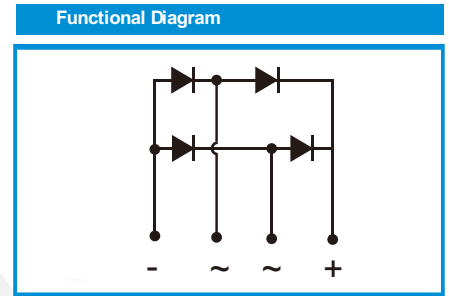 Functional Diagram
- ~ ~ +